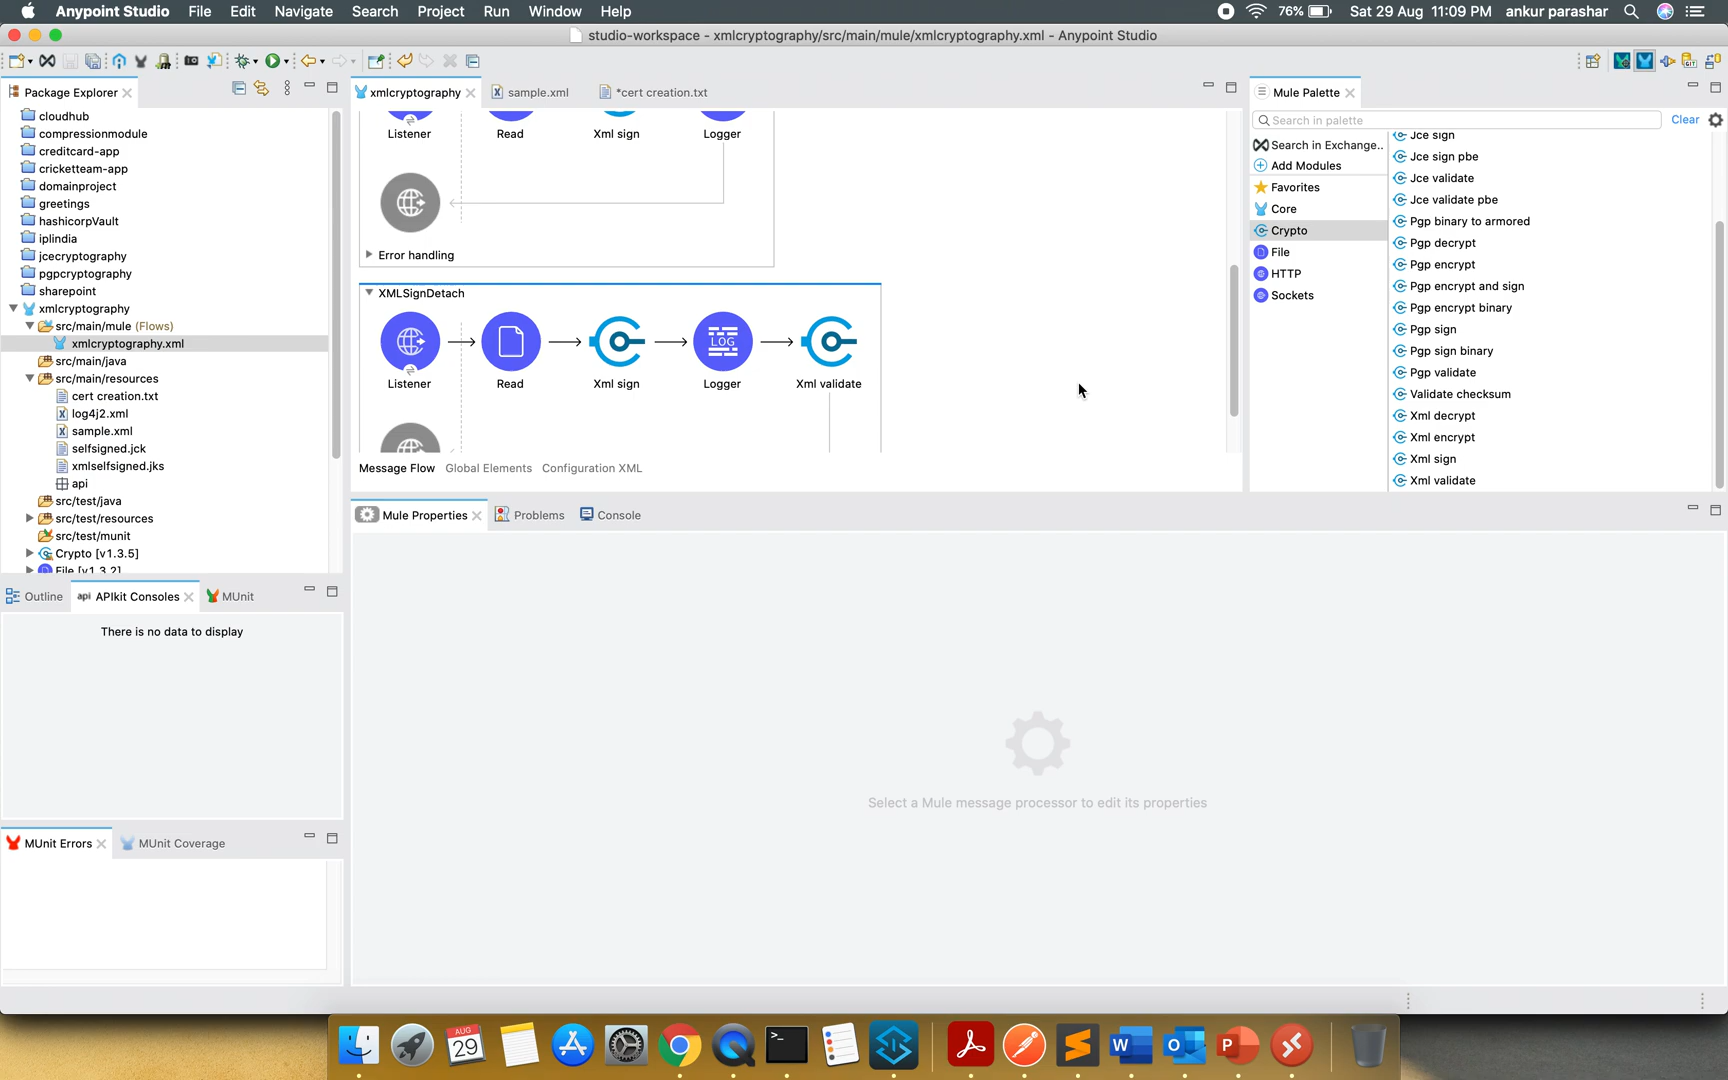 Anypoint Studio File Edit Navigate Search Project Run Window Help 76% Sat 29 Aug 11:09 PM ankur parashar
studio-workspace - xmlcryptography/src/main/mule/xmlcryptography.xml - Anypoint Studio
Package Explorer
cloudhub
compressionmodule
creditcard-app
cricketteam-app
domainproject
greetings
hashicorpVault
iplindia
jcecryptography
pgpcryptography
sharepoint
xmlcryptography
src/main/mule (Flows)
xmlcryptography.xml
src/main/java
src/main/resources
cert creation.txt
log4j2.xml
sample.xml
selfsigned.jck
xmlselfsigned.jks
api
src/test/java
src/test/resources
src/test/munit
Crypto [v1.3.5]
File [v1.3.2]
Outline api APIkit Consoles MUnit
There is no data to display
MUnit Errors MUnit Coverage
xmlcryptography sample.xml *cert creation.txt
Listener Read Xml sign Logger
Error handling
XMLSignDetach
LOG
Listener Read Xml sign Logger Xml validate
Message Flow Global Elements Configuration XML
Mule Properties Problems Console
Select a Mule message processor to edit its properties
Mule Palette
Search in palette Clear
Search in Exchange..
Add Modules
Favorites
Core
Crypto
File
HTTP
Sockets
Jce sign
Jce sign pbe
Jce validate
Jce validate pbe
Pgp binary to armored
Pgp decrypt
Pgp encrypt
Pgp encrypt and sign
Pgp encrypt binary
Pgp sign
Pgp sign binary
Pgp validate
Validate checksum
Xml decrypt
Xml encrypt
Xml sign
Xml validate
AUG
29
W O P